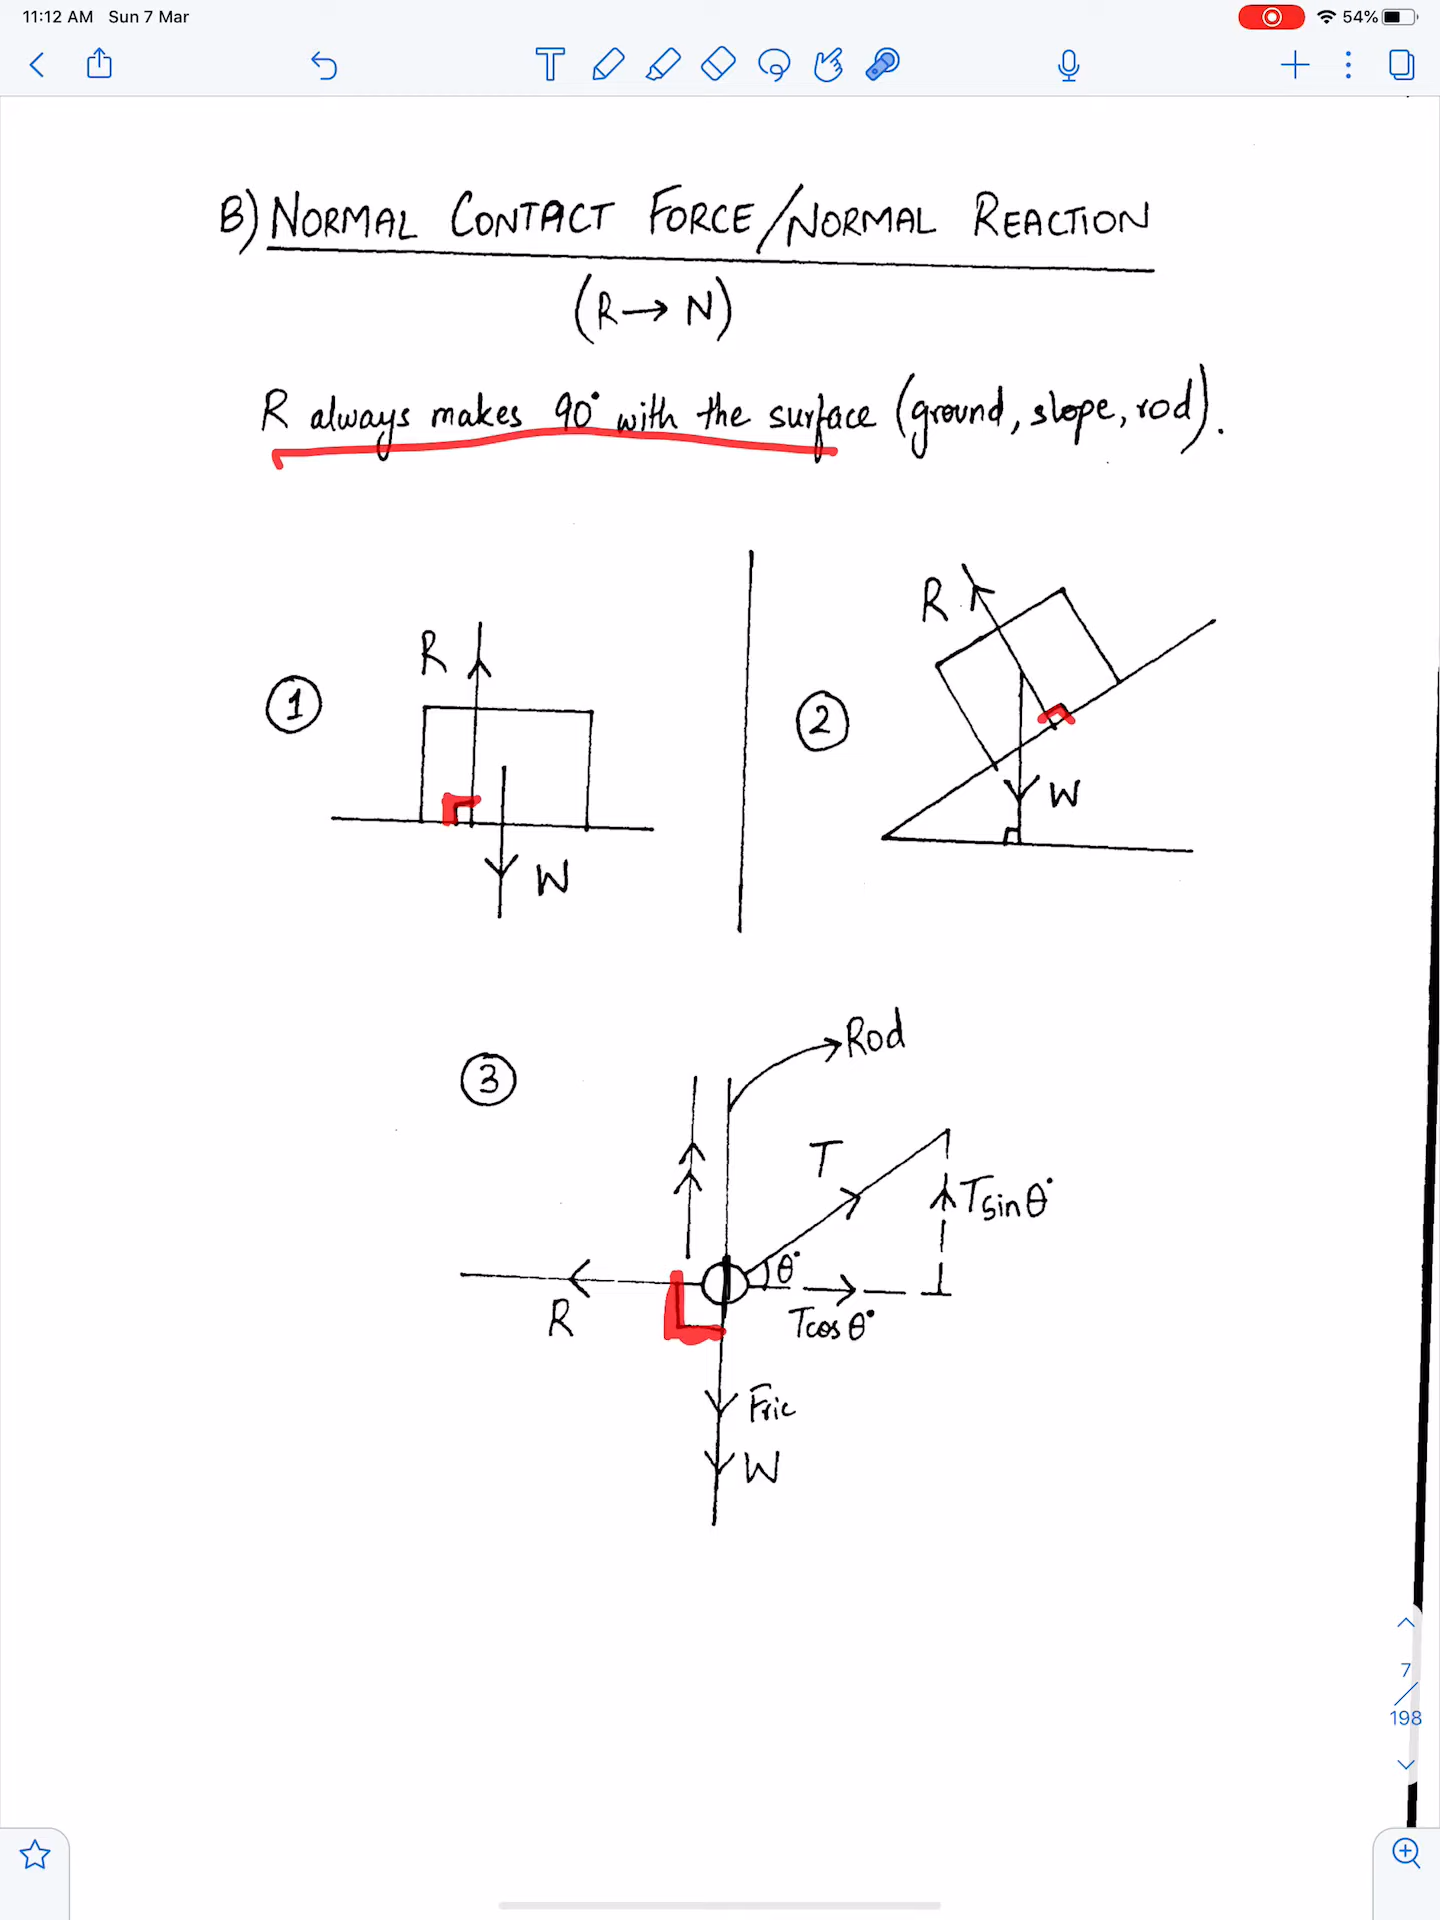 11:12 AM Sun 7 Mar
54%
B) NORMAL CONTACT FORCE/NORMAL REACTION
(R → N)
R always makes 90° with the surface (ground, slope, rod).
R
1
W
R
2
W
3
Rod
T
Tsinθ°
θ°
R
Tcosθ°
Fric
W
7
/
198